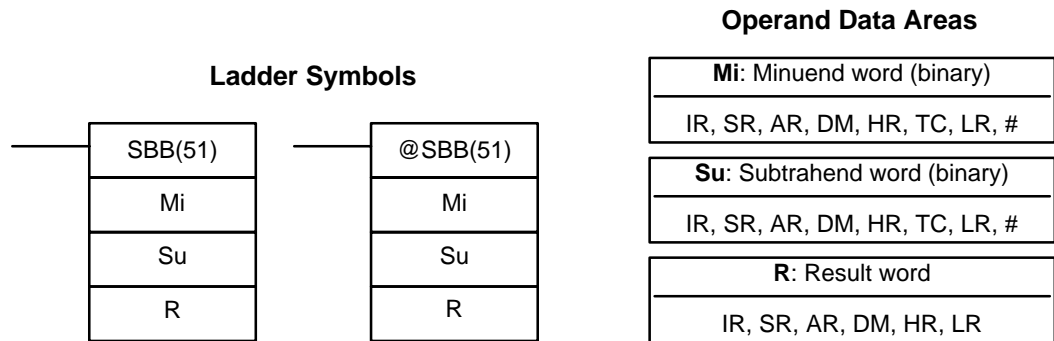 Ladder Symbols
SBB(51)
Mi
Su
R
@SBB(51)
Mi
Su
R
Operand Data Areas
Mi: Minuend word (binary)
IR, SR, AR, DM, HR, TC, LR, #
Su: Subtrahend word (binary)
IR, SR, AR, DM, HR, TC, LR, #
R: Result word
IR, SR, AR, DM, HR, LR